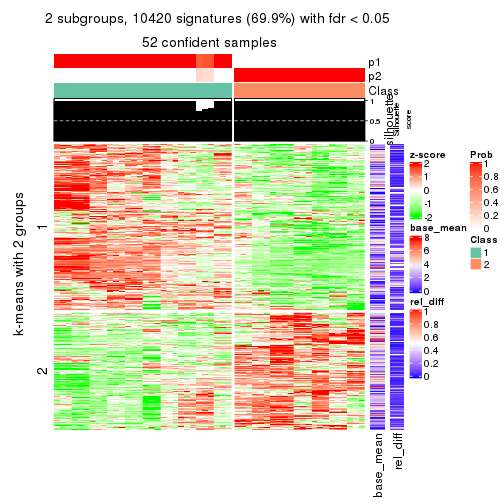 2 subgroups, 10420 signatures (69.9%) with fdr < 0.05
52 confident samples
p1
p2
Class
silhouette
1
0.5
0
Silhouette
score
k-means with 2 groups
1
2
base_mean
rel_diff
z-score
2
1
0
-1
-2
base_mean
8
6
4
2
0
rel_diff
1
0.8
0.6
0.4
0.2
0
Prob
1
0.8
0.6
0.4
0.2
0
Class
1
2